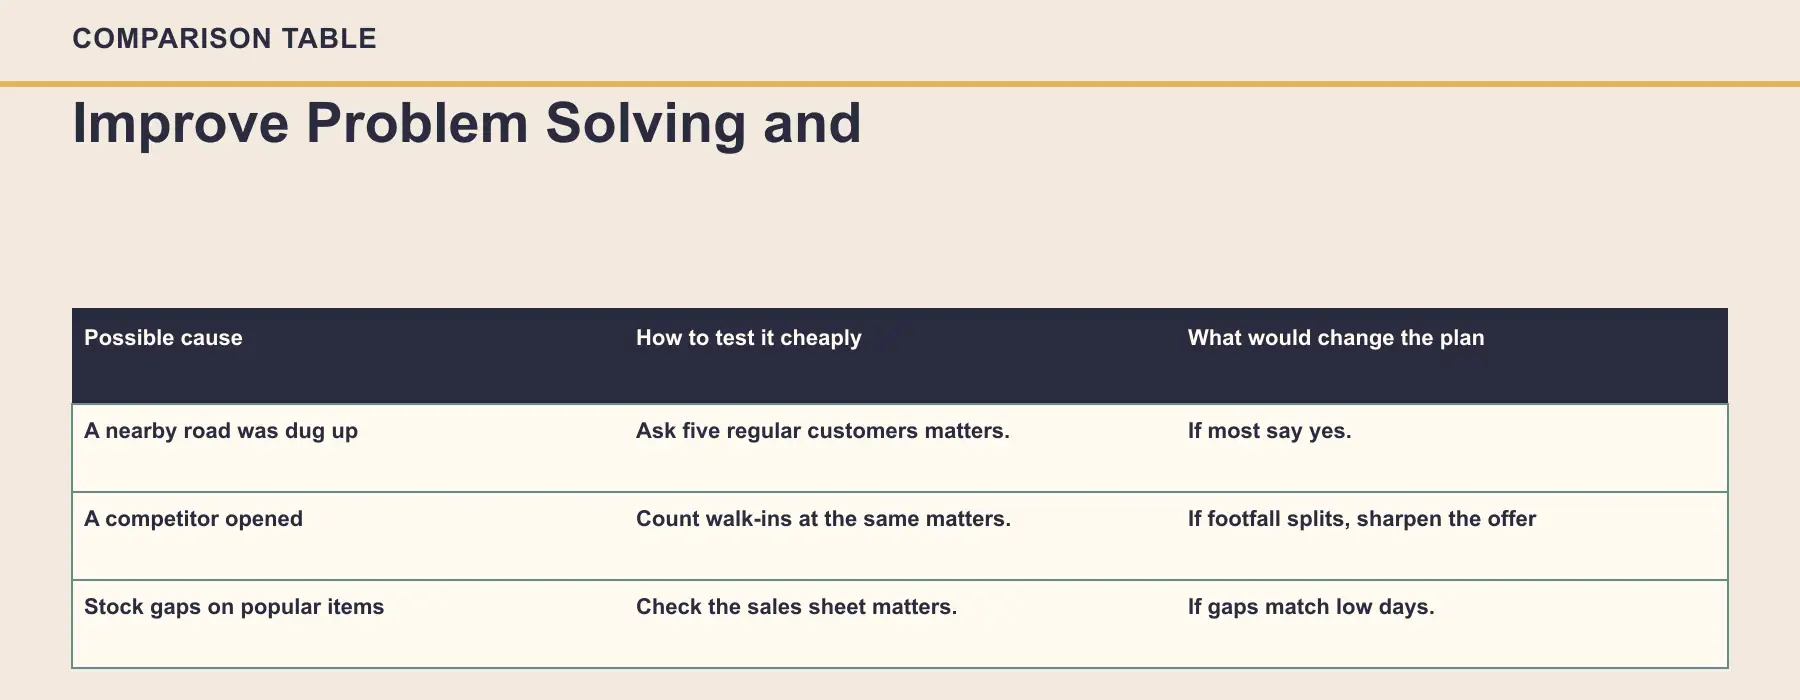 COMPARISON TABLE
Improve Problem Solving and
Possible cause How to test it cheaply What would change the plan
A nearby road was dug up Ask five regular customers matters. If most say yes.
A competitor opened Count walk-ins at the same matters. If footfall splits, sharpen the offer
Stock gaps on popular items Check the sales sheet matters. If gaps match low days.